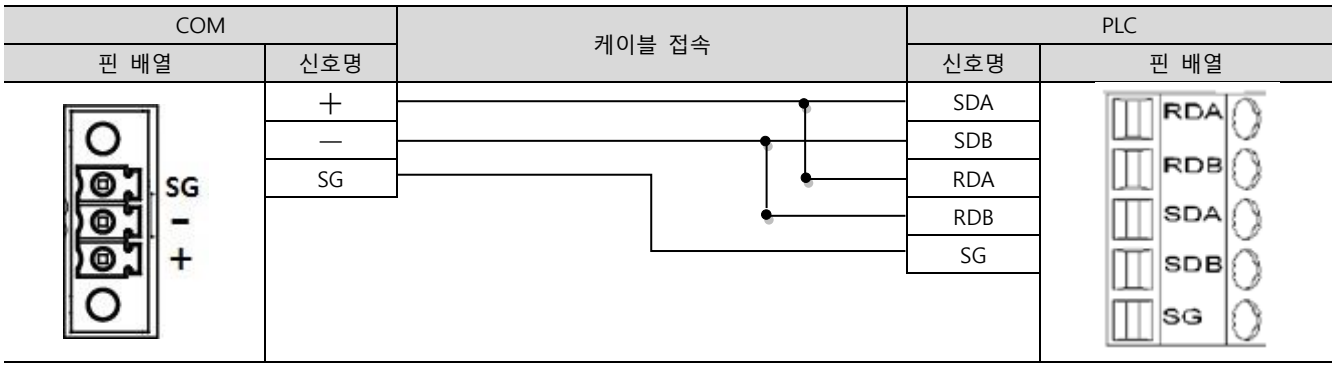 COM 케이블 접속 PLC
핀 배열 신호명 신호명 핀 배열
+ SDA
— SDB
SG RDA
RDB
SG
SG
-
+
RDA
RDB
SDA
SDB
SG